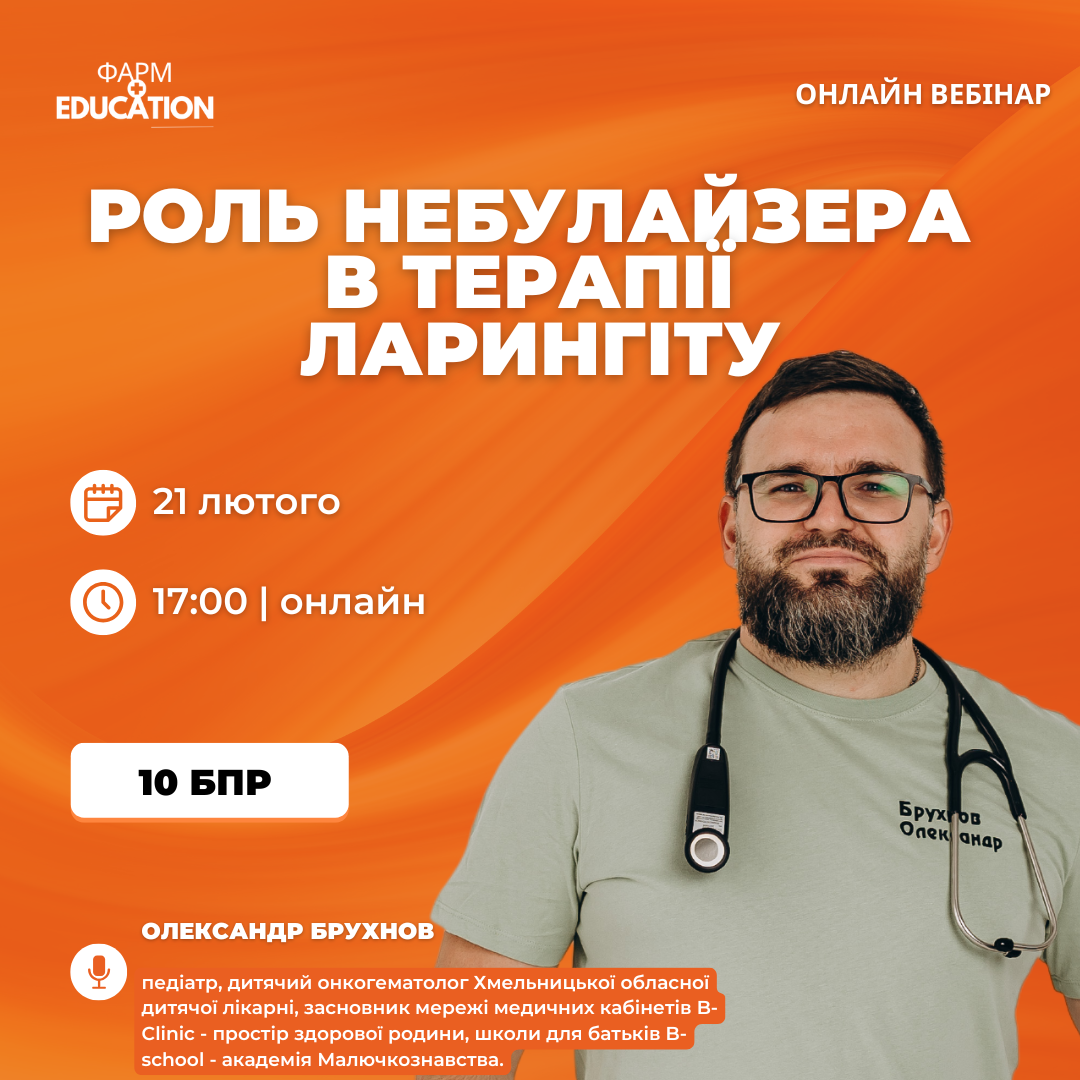 ФАРМ
EDUCATION
ОНЛАЙН ВЕБІНАР
РОЛЬ НЕБУЛАЙЗЕРА
В ТЕРАПІЇ
ЛАРИНГІТУ
21 лютого
17:00 | онлайн
10 БПР
Брухнов
Олександр
ОЛЕКСАНДР БРУХНОВ
педіатр, дитячий онкогематолог Хмельницької обласної
дитячої лікарні, засновник мережі медичних кабінетів B-
Clinic - простір здорової родини, школи для батьків B-
school - академія Малючкознавства.